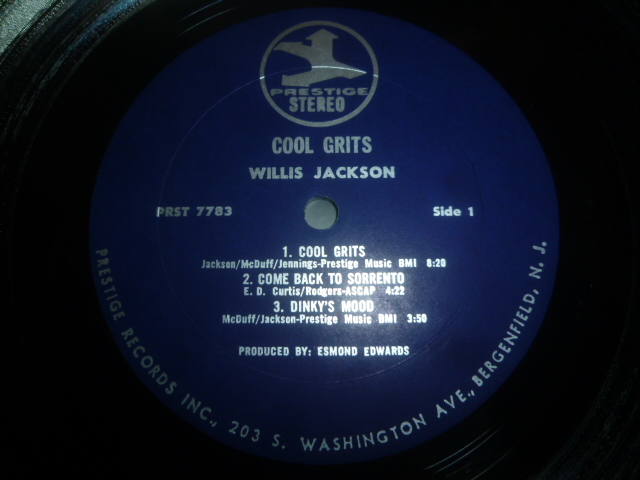 PRESTIGE
STEREO
COOL GRITS
WILLIS JACKSON
PRST 7783
Side 1
1. COOL GRITS
Jackson/McDuff/Jennings-Prestige Music BMI 8:20
2. COME BACK TO SORRENTO
E. D. Curtis/Rodgers-ASCAP 4:22
3. DINKY'S MOOD
McDuff/Jackson-Prestige Music BMI 3:50
PRODUCED BY: ESMOND EDWARDS
PRESTIGE RECORDS INC., 203 S. WASHINGTON AVE., BERGENFIELD, N. J.